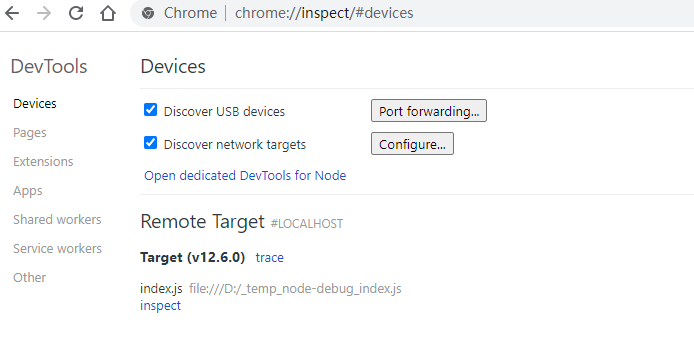 Chrome | chrome://inspect/#devices
DevTools
Devices
Pages
Extensions
Apps
Shared workers
Service workers
Other
Devices
Discover USB devices Port forwarding...
Discover network targets Configure...
Open dedicated DevTools for Node
Remote Target #LOCALHOST
Target (v12.6.0) trace
index.js file:///D:/_temp_node-debug_index.js
inspect